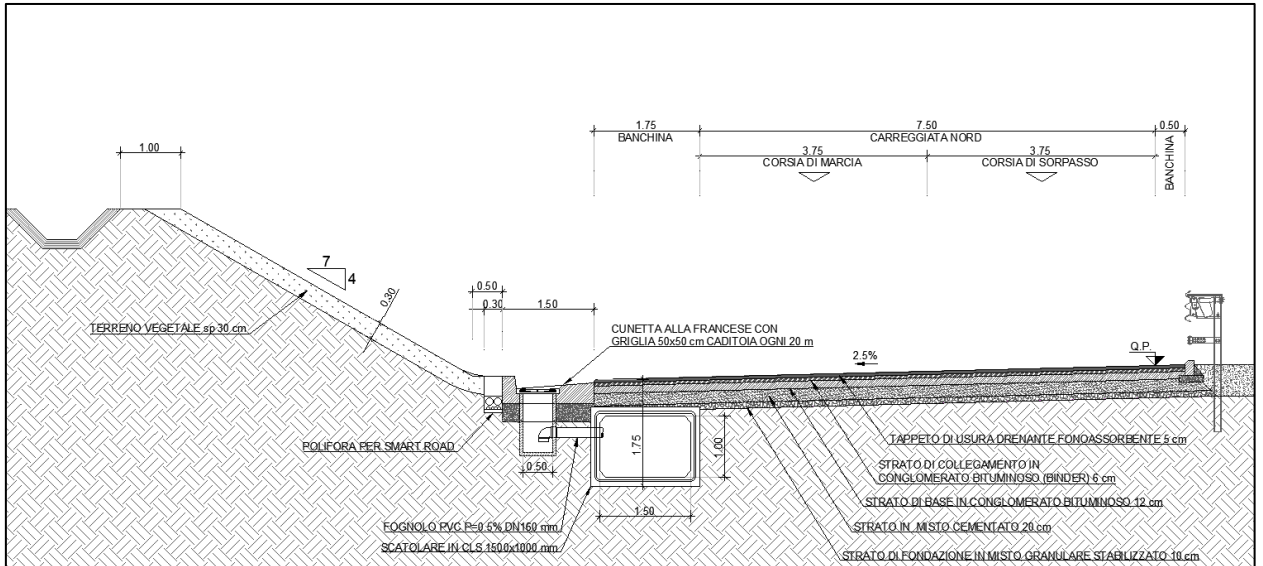 1.75
BANCHINA
7.50
CARREGGIATA NORD
0.50
BANCHINA
1.00
3.75
CORSIA DI MARCIA
3.75
CORSIA DI SORPASSO
7
4
0.30
0.50
0.30
1.50
TERRENO VEGETALE sp 30 cm
CUNETTA ALLA FRANCESE CON
GRIGLIA 50x50 cm CADITOIA OGNI 20 m
2.5%
Q.P.
POLIFORA PER SMART ROAD
0.50
1.75
1.00
1.50
TAPPETO DI USURA DRENANTE FONOASSORBENTE 5 cm
STRATO DI COLLEGAMENTO IN
CONGLOMERATO BITUMINOSO (BINDER) 6 cm
STRATO DI BASE IN CONGLOMERATO BITUMINOSO 12 cm
FOGNOLO PVC P=0.5% DN160 mm
STRATO IN MISTO CEMENTATO 20 cm
SCATOLARE IN CLS 1500x1000 mm
STRATO DI FONDAZIONE IN MISTO GRANULARE STABILIZZATO 10 cm